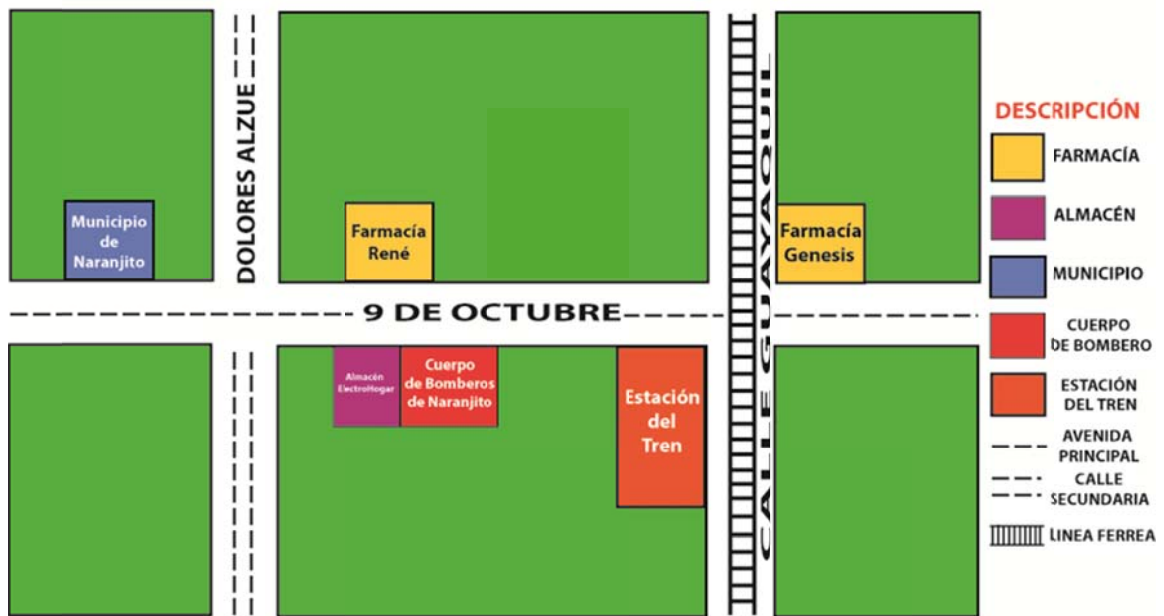 DOLORES ALZUE
CALLE GUAYAQUIL
Municipio
de
Naranjito
Farmacía
René
Farmacía
Genesis
9 DE OCTUBRE
Almacén
ElectroHogar
Cuerpo
de Bomberos
de Naranjito
Estación
del
Tren
DESCRIPCIÓN
FARMACÍA
ALMACÉN
MUNICIPIO
CUERPO
DE BOMBERO
ESTACIÓN
DEL TREN
AVENIDA
PRINCIPAL
CALLE
SECUNDARIA
LINEA FERREA